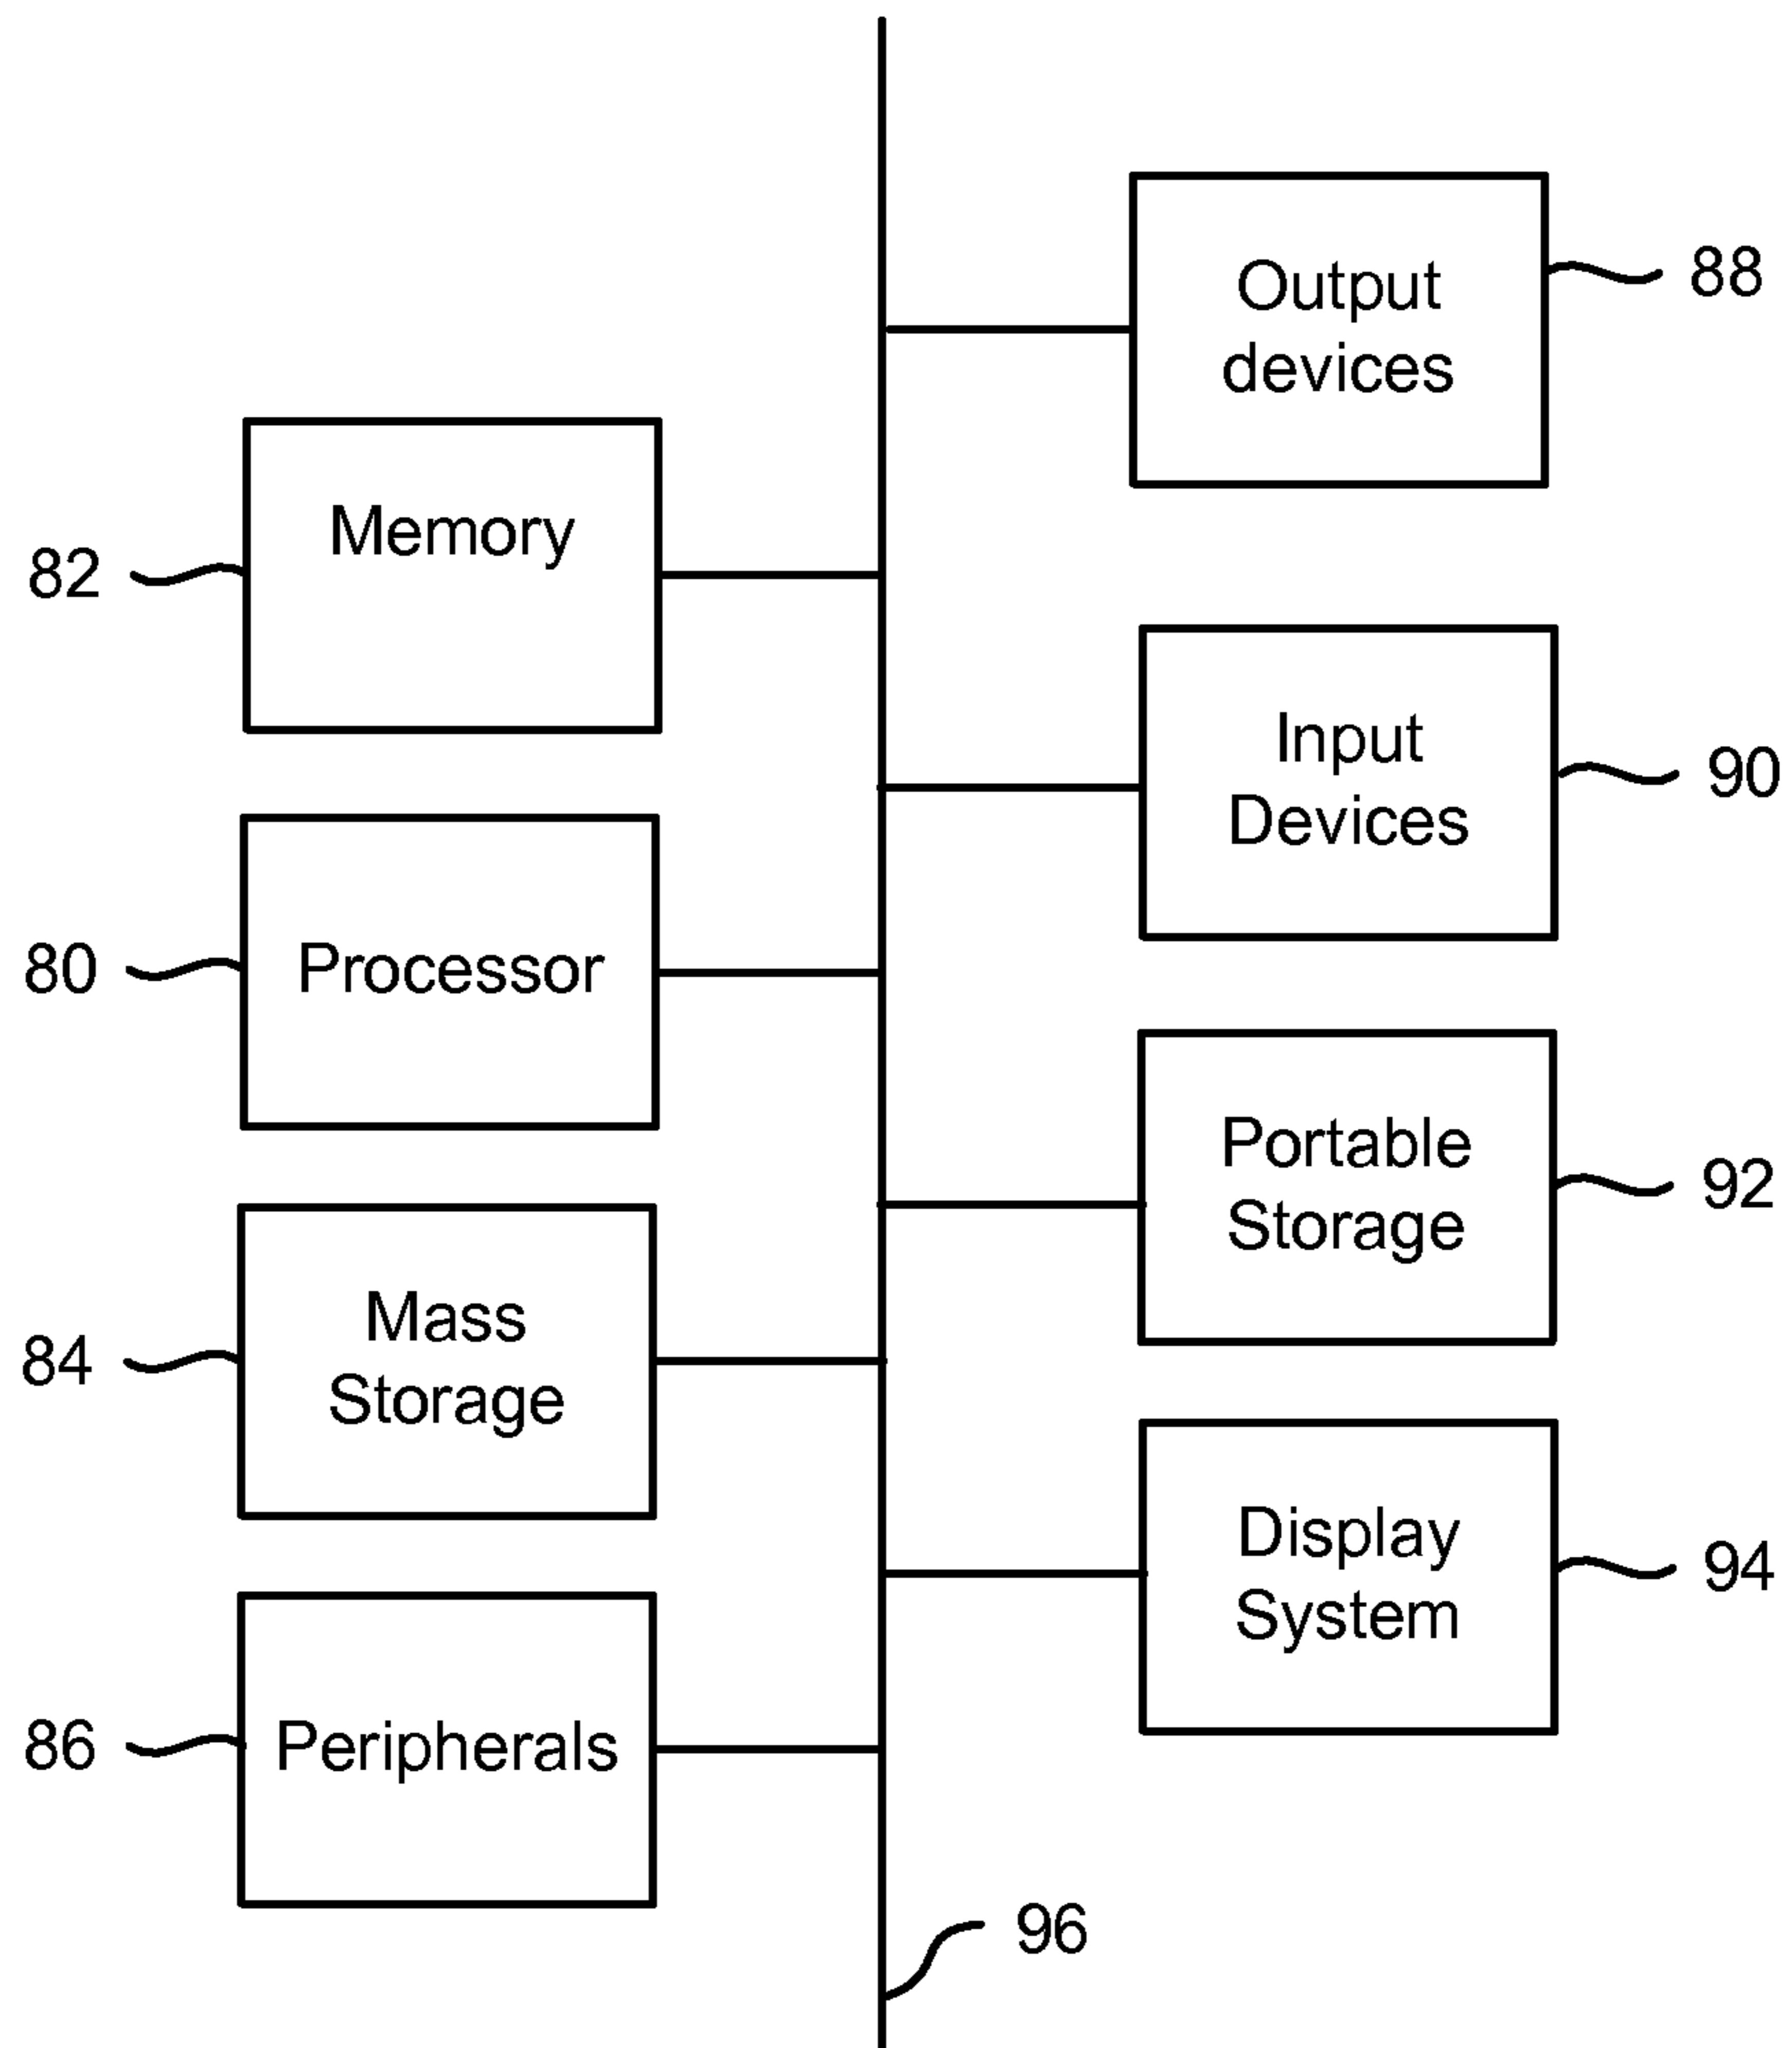 Output
devices
88
Memory
82
Input
Devices
90
Processor
80
Portable
Storage
92
Mass
Storage
84
Display
System
94
Peripherals
86
96